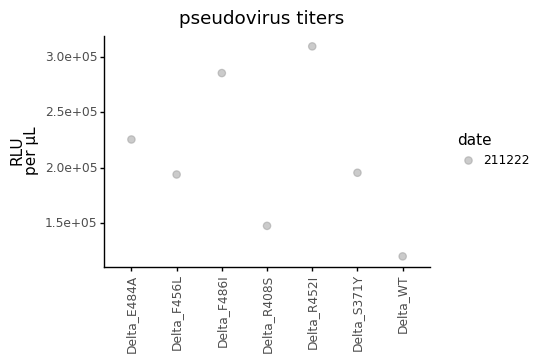 pseudovirus titers
RLU
per µL
3.0e+05
2.5e+05
2.0e+05
1.5e+05
Delta_E484A
Delta_F456L
Delta_F486I
Delta_R408S
Delta_R452I
Delta_S371Y
Delta_WT
date
211222